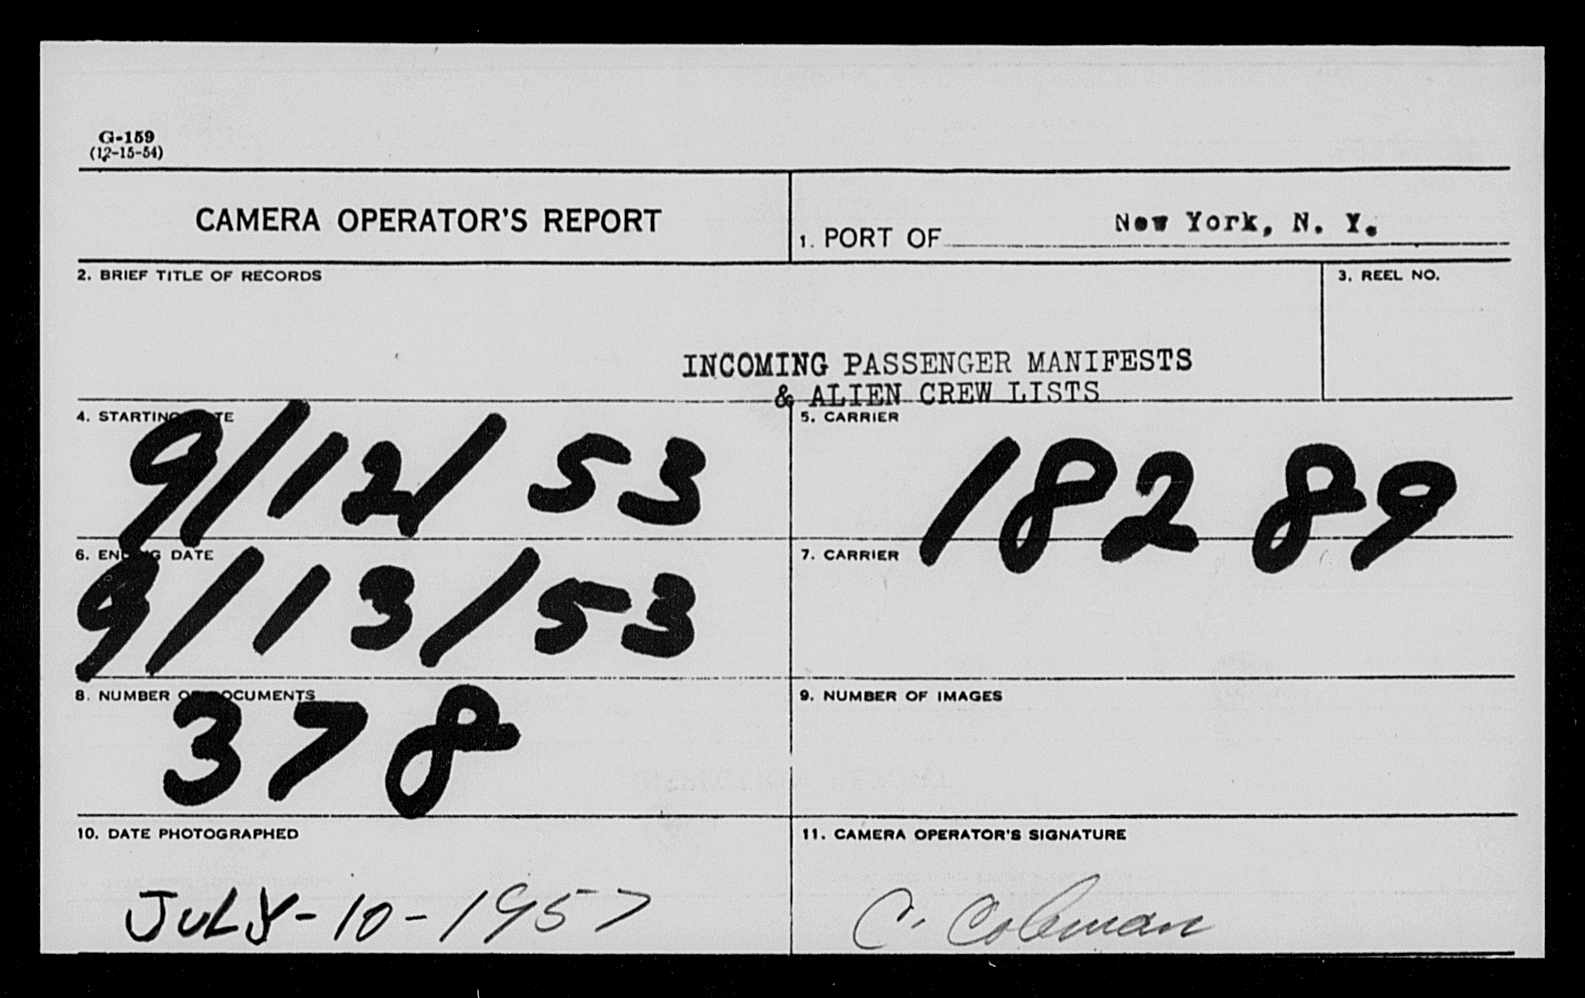 G-159
(12-15-54)
CAMERA OPERATOR'S REPORT
1. PORT OF New York, N. Y.
2. BRIEF TITLE OF RECORDS
3. REEL NO.
INCOMING PASSENGER MANIFESTS
& ALIEN CREW LISTS
4. STARTING DATE
9/12/53
5. CARRIER
18289
6. ENDING DATE
9/13/53
7. CARRIER
8. NUMBER OF DOCUMENTS
378
9. NUMBER OF IMAGES
10. DATE PHOTOGRAPHED
JULY-10-1957
11. CAMERA OPERATOR'S SIGNATURE
C. Coleman